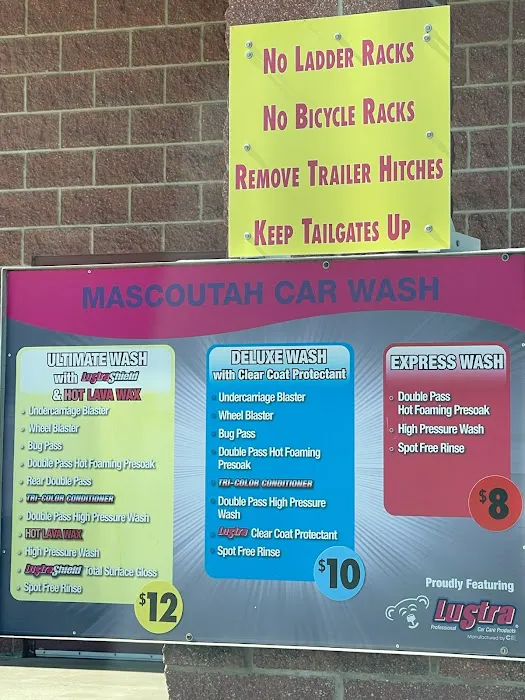 No Ladder Racks
No Bicycle Racks
Remove Trailer Hitches
Keep Tailgates Up
MASCOUTAH CAR WASH
ULTIMATE WASH
with LustraShield
& HOT LAVA WAX
Undercarriage Blaster
Wheel Blaster
Bug Pass
Double Pass Hot Foaming Presoak
Rear Double Pass
TRI-COLOR CONDITIONER
Double Pass High Pressure Wash
HOT LAVA WAX
High Pressure Wash
LustraShield Total Surface Gloss
Spot Free Rinse
$12
DELUXE WASH
with Clear Coat Protectant
Undercarriage Blaster
Wheel Blaster
Bug Pass
Double Pass Hot Foaming
Presoak
TRI-COLOR CONDITIONER
Double Pass High Pressure
Wash
Lustra Clear Coat Protectant
Spot Free Rinse
$10
EXPRESS WASH
Double Pass
Hot Foaming Presoak
High Pressure Wash
Spot Free Rinse
$8
Proudly Featuring
Lustra
Professional Car Care Products
Manufactured by